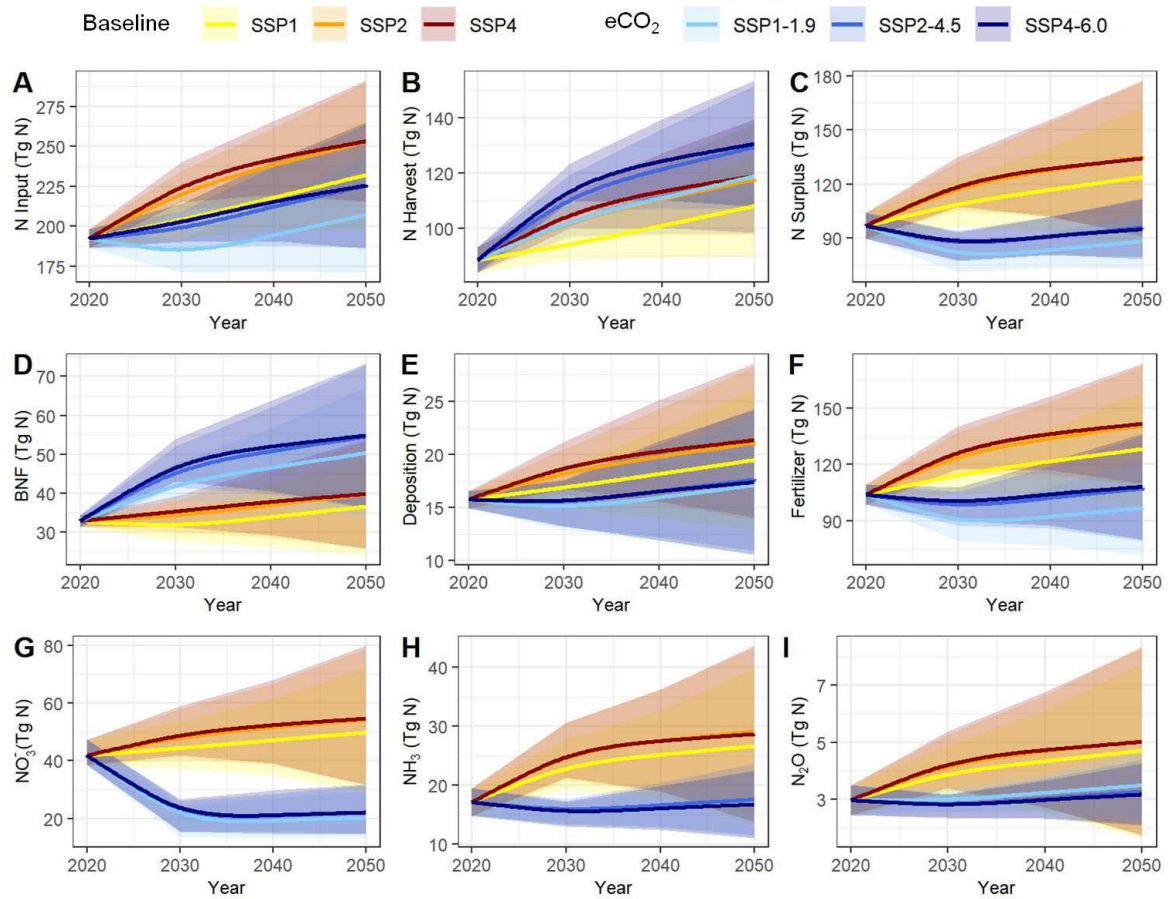 Baseline SSP1 SSP2 SSP4 eCO₂ SSP1-1.9 SSP2-4.5 SSP4-6.0
A B C
N Input (Tg N) N Harvest (Tg N) N Surplus (Tg N)
275 250 225 200 175
140 120 100
180 150 120 90
2020 2030 2040 2050 2020 2030 2040 2050 2020 2030 2040 2050
Year Year Year
D E F
BNF (Tg N) Deposition (Tg N) Fertilizer (Tg N)
70 60 50 40 30
25 20 15 10
150 120 90
2020 2030 2040 2050 2020 2030 2040 2050 2020 2030 2040 2050
Year Year Year
G H I
NO₃⁻(Tg N) NH₃ (Tg N) N₂O (Tg N)
80 60 40 20
40 30 20 10
7 5 3
2020 2030 2040 2050 2020 2030 2040 2050 2020 2030 2040 2050
Year Year Year